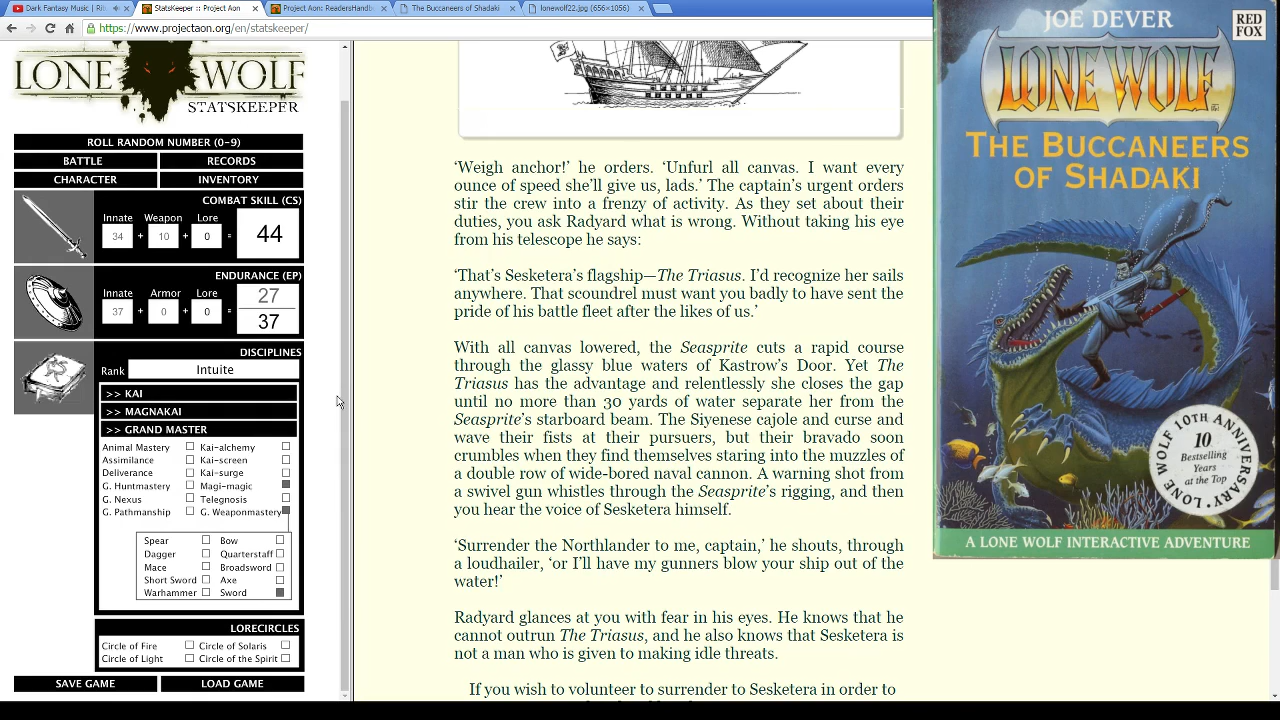 Dark Fantasy Music | Rit
StatsKeeper :: Project Aon
Project Aon: ReadersHandb
The Buccaneers of Shadaki
lonewolf22.jpg (656×1056)
https://www.projectaon.org/en/statskeeper/
LONE WOLF
STATSKEEPER
ROLL RANDOM NUMBER (0-9)
BATTLE RECORDS
CHARACTER INVENTORY
COMBAT SKILL (CS)
Innate Weapon Lore
34 + 10 + 0 = 44
ENDURANCE (EP)
Innate Armor Lore 27
37 + 0 + 0 = 37
DISCIPLINES
Rank Intuite
>> KAI
>> MAGNAKAI
>> GRAND MASTER
Animal Mastery Kai-alchemy
Assimilance Kai-screen
Deliverance Kai-surge
G. Huntmastery Magi-magic
G. Nexus Telegnosis
G. Pathmanship G. Weaponmastery
Spear Bow
Dagger Quarterstaff
Mace Broadsword
Short Sword Axe
Warhammer Sword
LORECIRCLES
Circle of Fire Circle of Solaris
Circle of Light Circle of the Spirit
SAVE GAME LOAD GAME
‘Weigh anchor!’ he orders. ‘Unfurl all canvas. I want every
ounce of speed she’ll give us, lads.’ The captain’s urgent orders
stir the crew into a frenzy of activity. As they set about their
duties, you ask Radyard what is wrong. Without taking his eye
from his telescope he says:
‘That’s Sesketera’s flagship—The Triasus. I’d recognize her sails
anywhere. That scoundrel must want you badly to have sent the
pride of his battle fleet after the likes of us.’
With all canvas lowered, the Seasprite cuts a rapid course
through the glassy blue waters of Kastrow’s Door. Yet The
Triasus has the advantage and relentlessly she closes the gap
until no more than 30 yards of water separate her from the
Seasprite’s starboard beam. The Siyenese cajole and curse and
wave their fists at their pursuers, but their bravado soon
crumbles when they find themselves staring into the muzzles of
a double row of wide-bored naval cannon. A warning shot from
a swivel gun whistles through the Seasprite’s rigging, and then
you hear the voice of Sesketera himself.
‘Surrender the Northlander to me, captain,’ he shouts, through
a loudhailer, ‘or I’ll have my gunners blow your ship out of the
water!’
Radyard glances at you with fear in his eyes. He knows that he
cannot outrun The Triasus, and he also knows that Sesketera is
not a man who is given to making idle threats.
If you wish to volunteer to surrender to Sesketera in order to
JOE DEVER
RED
FOX
LONE WOLF
THE BUCCANEERS
OF SHADAKI
LONE WOLF 10TH ANNIVERSARY
10
Bestselling
Years
at the Top
A LONE WOLF INTERACTIVE ADVENTURE